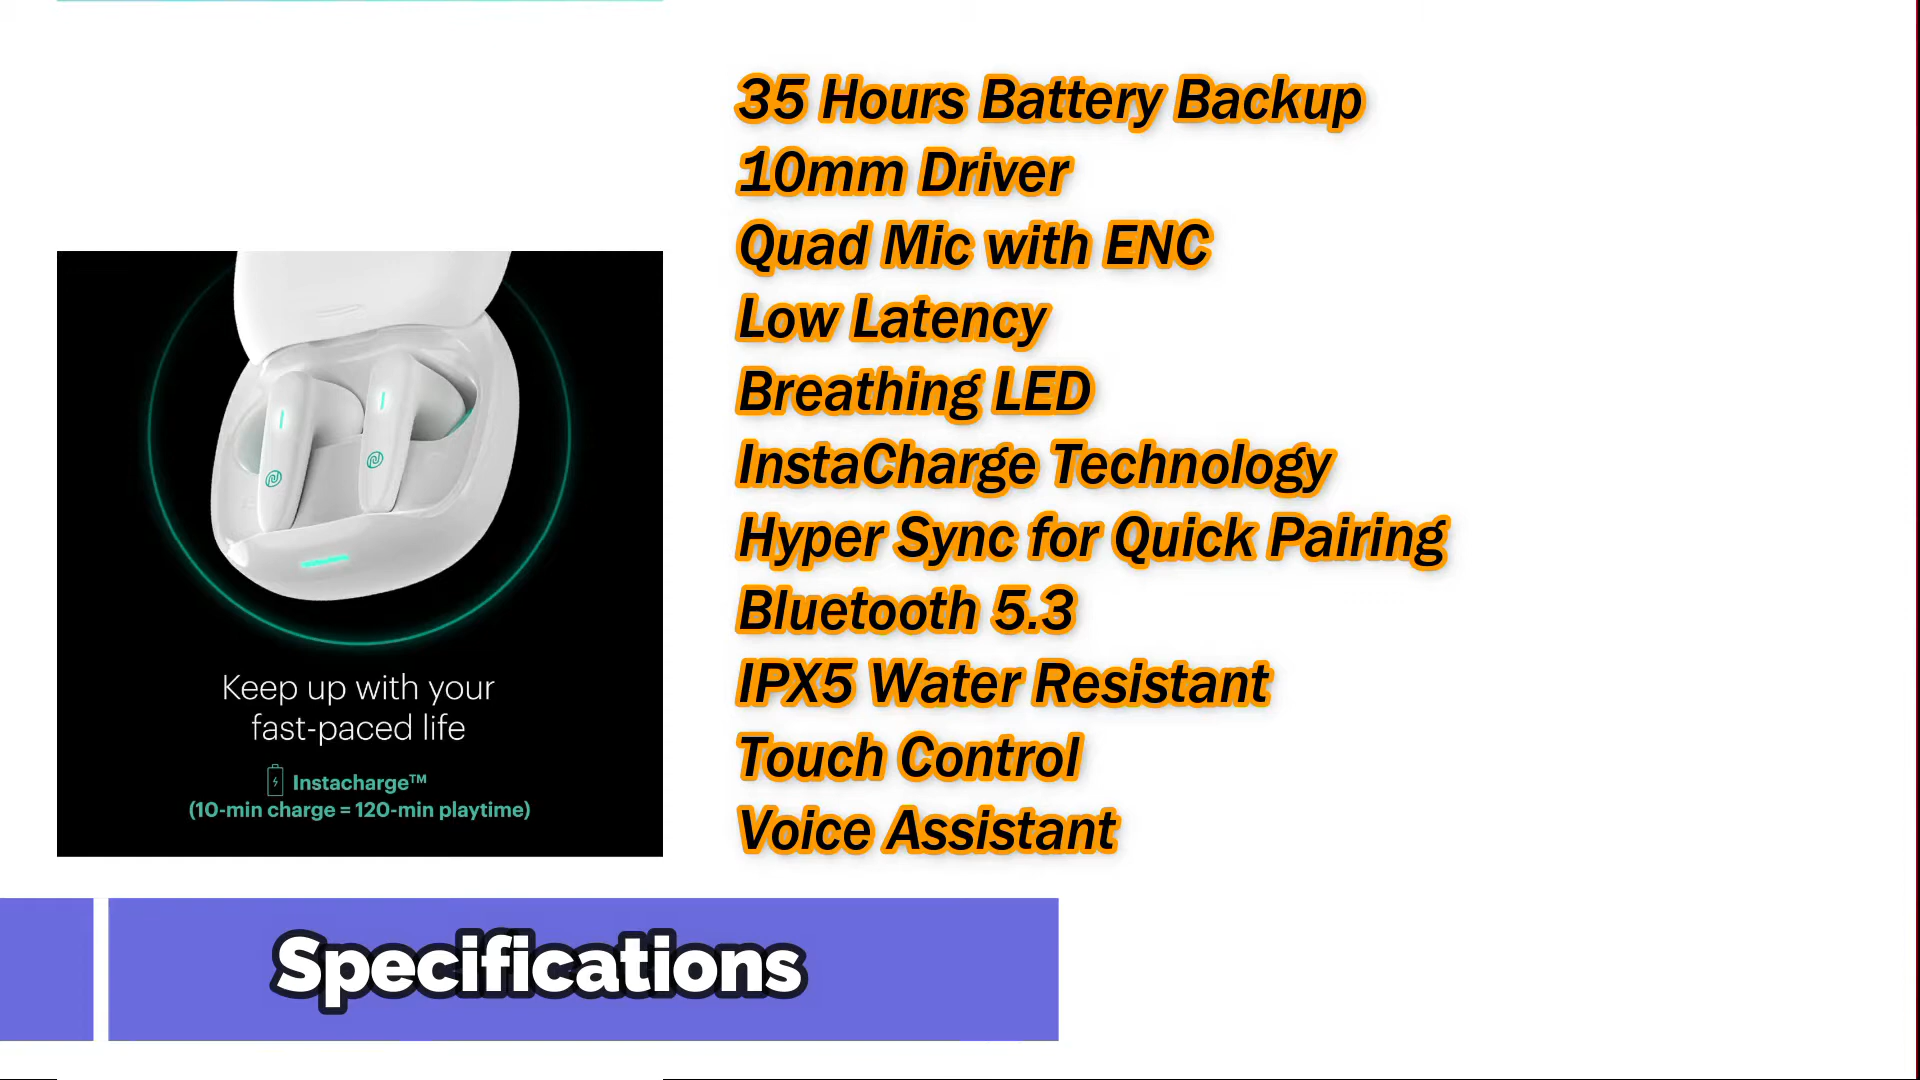 35 Hours Battery Backup
10mm Driver
Quad Mic with ENC
Low Latency
Breathing LED
InstaCharge Technology
Hyper Sync for Quick Pairing
Bluetooth 5.3
IPX5 Water Resistant
Touch Control
Voice Assistant
Keep up with your
fast-paced life
Instacharge™
(10-min charge = 120-min playtime)
Specifications